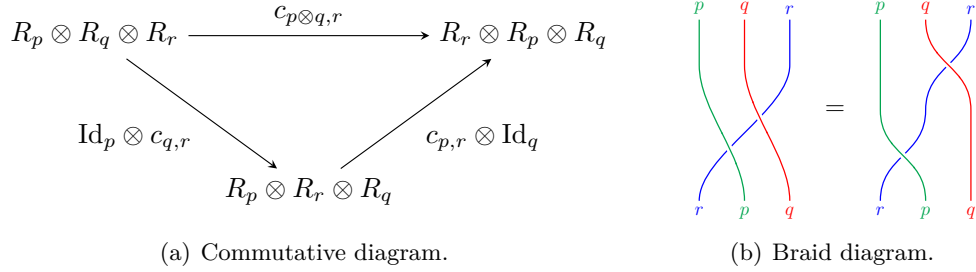 c_{p⊗q,r}
R_p ⊗ R_q ⊗ R_r R_r ⊗ R_p ⊗ R_q
Id_p ⊗ c_{q,r} c_{p,r} ⊗ Id_q
R_p ⊗ R_r ⊗ R_q
(a) Commutative diagram.
p q r p q r
=
r p q r p q
(b) Braid diagram.